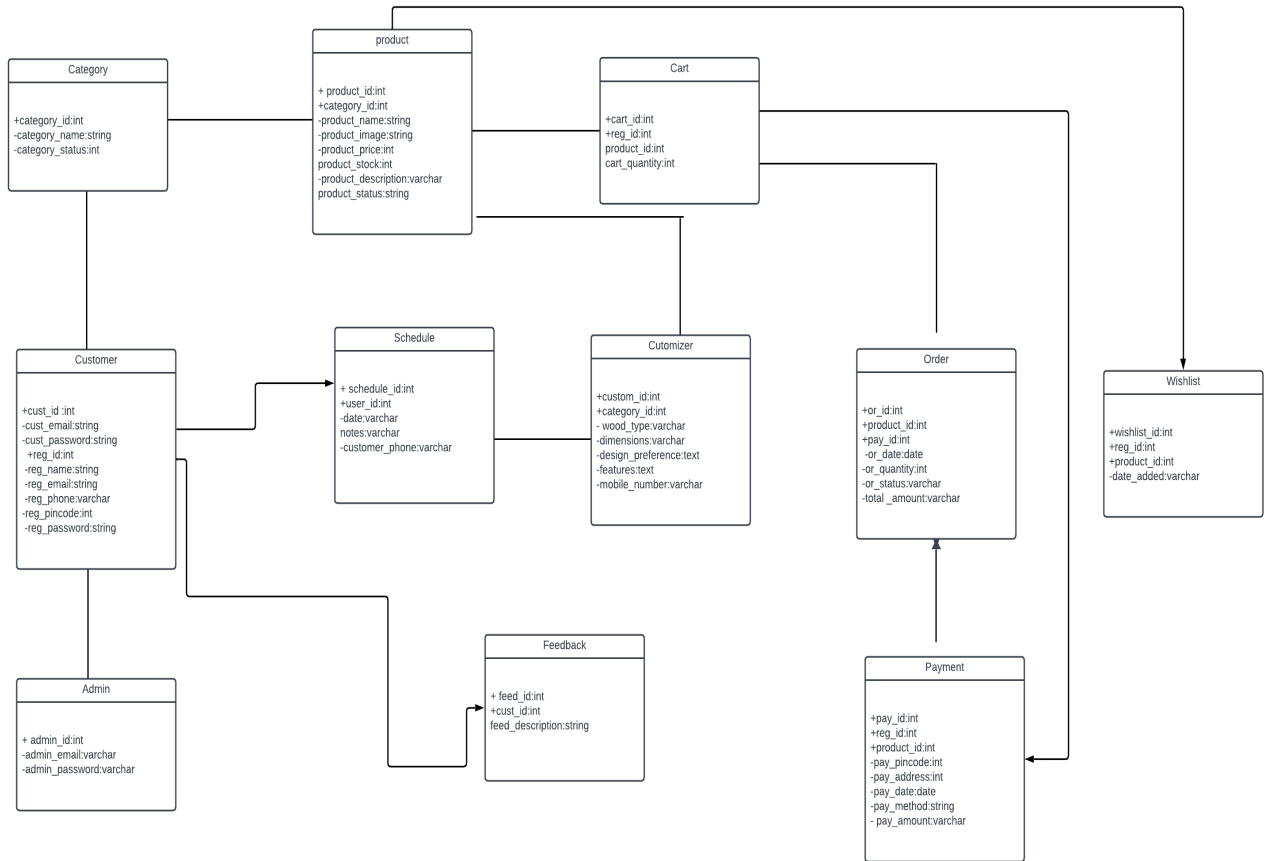 product
+ product_id:int
+category_id:int
-product_name:string
-product_image:string
-product_price:int
product_stock:int
-product_description:varchar
product_status:string
Category
+category_id:int
-category_name:string
-category_status:int
Cart
+cart_id:int
+reg_id:int
product_id:int
cart_quantity:int
Customer
+cust_id :int
-cust_email:string
-cust_password:string
+reg_id:int
-reg_name:string
-reg_email:string
-reg_phone:varchar
-reg_pincode:int
-reg_password:string
Schedule
+ schedule_id:int
+user_id:int
-date:varchar
notes:varchar
-customer_phone:varchar
Cutomizer
+custom_id:int
+category_id:int
- wood_type:varchar
-dimensions:varchar
-design_preference:text
-features:text
-mobile_number:varchar
Order
+or_id:int
+product_id:int
+pay_id:int
-or_date:date
-or_quantity:int
-or_status:varchar
-total _amount:varchar
Wishlist
+wishlist_id:int
+reg_id:int
+product_id:int
-date_added:varchar
Admin
+ admin_id:int
-admin_email:varchar
-admin_password:varchar
Feedback
+ feed_id:int
+cust_id:int
feed_description:string
Payment
+pay_id:int
+reg_id:int
+product_id:int
-pay_pincode:int
-pay_address:int
-pay_date:date
-pay_method:string
- pay_amount:varchar